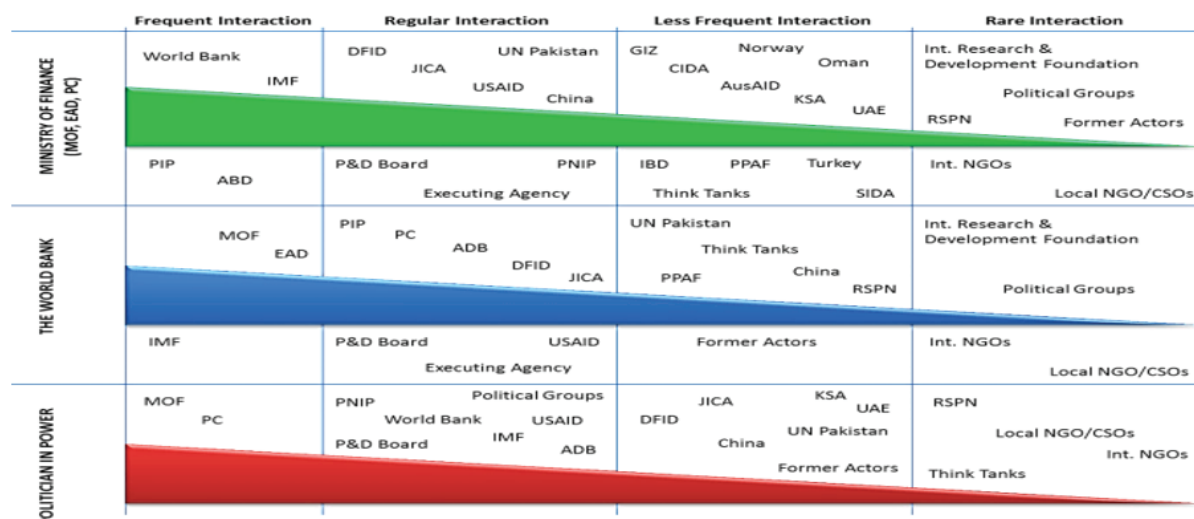 Frequent Interaction
Regular Interaction
Less Frequent Interaction
Rare Interaction
MINISTRY OF FINANCE
(MOF, EAD, PC)
World Bank
IMF
DFID
UN Pakistan
JICA
USAID
China
GIZ
Norway
CIDA
Oman
AusAID
KSA
UAE
Int. Research &
Development Foundation
Political Groups
RSPN
Former Actors
PIP
ABD
P&D Board
PNIP
Executing Agency
IBD
PPAF
Turkey
Think Tanks
SIDA
Int. NGOs
Local NGO/CSOs
THE WORLD BANK
MOF
EAD
PIP
PC
ADB
DFID
JICA
UN Pakistan
Think Tanks
China
PPAF
RSPN
Int. Research &
Development Foundation
Political Groups
IMF
P&D Board
USAID
Executing Agency
Former Actors
Int. NGOs
Local NGO/CSOs
POLITICIAN IN POWER
MOF
PC
Political Groups
PNIP
World Bank
USAID
IMF
P&D Board
ADB
KSA
JICA
UAE
DFID
UN Pakistan
China
Former Actors
RSPN
Local NGO/CSOs
Int. NGOs
Think Tanks